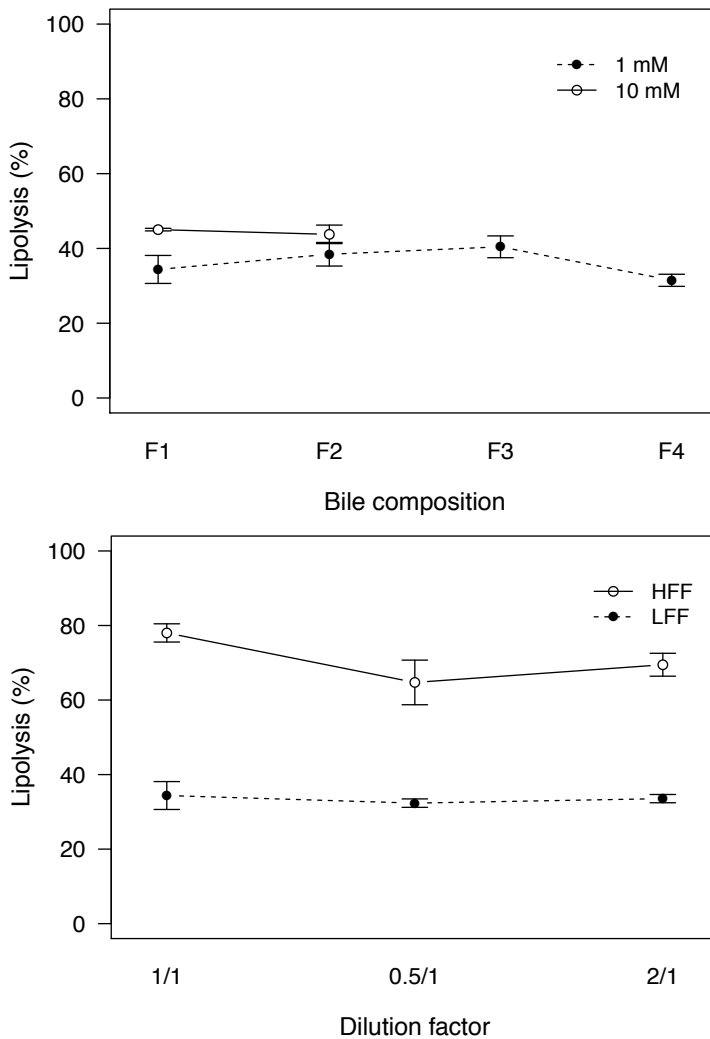 100
80
60
40
20
0
Lipolysis (%)
1 mM
10 mM
F1 F2 F3 F4
Bile composition
100
80
60
40
20
0
Lipolysis (%)
HFF
LFF
1/1 0.5/1 2/1
Dilution factor